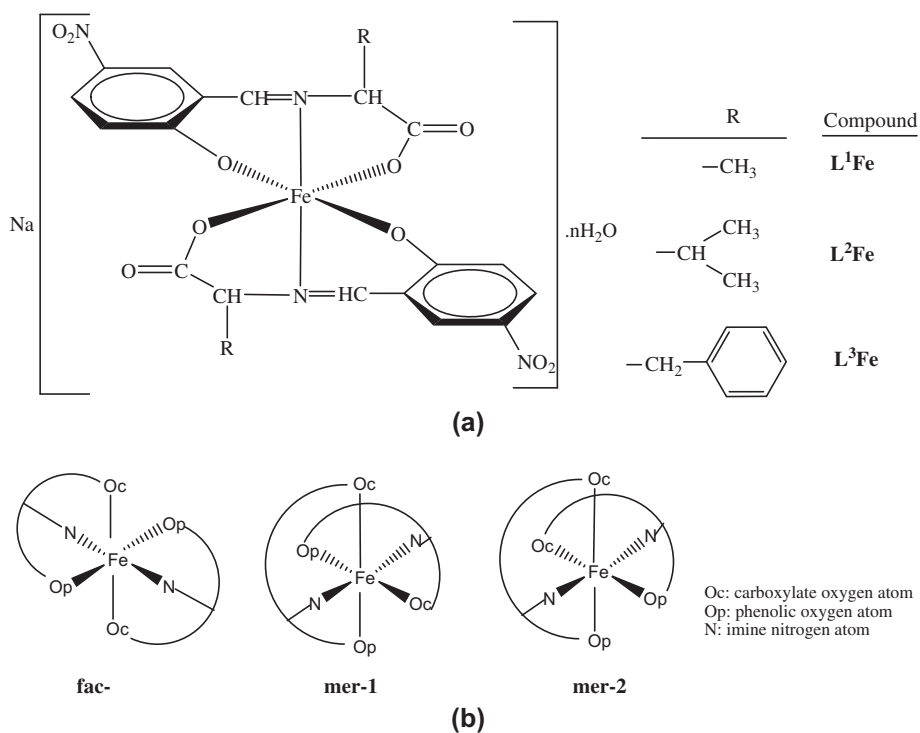 O₂N
R
CH=N
CH
C=O
O
O
Fe
Na
O
O
O=C
CH
N=HC
R
NO₂
.nH₂O
R
Compound
–CH₃
L¹Fe
CH₃
–CH
CH₃
L²Fe
–CH₂
L³Fe
(a)
Oc
N
Op
Fe
Op
N
Oc
Oc
Op
N
Fe
N
Oc
Op
Oc
Oc
N
Fe
N
Op
Op
Oc: carboxylate oxygen atom
Op: phenolic oxygen atom
N: imine nitrogen atom
fac-
mer-1
mer-2
(b)